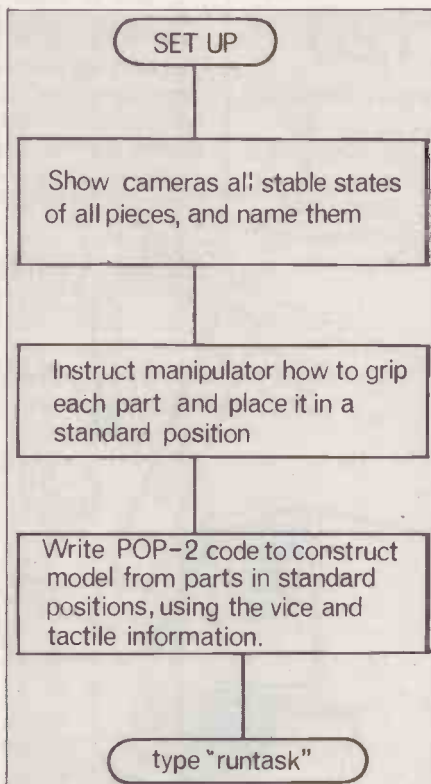 SET UP
Show cameras all stable states
of all pieces, and name them
Instruct manipulator how to grip
each part and place it in a
standard position
Write POP-2 code to construct
model from parts in standard
positions, using the vice and
tactile information.
type "runtask"